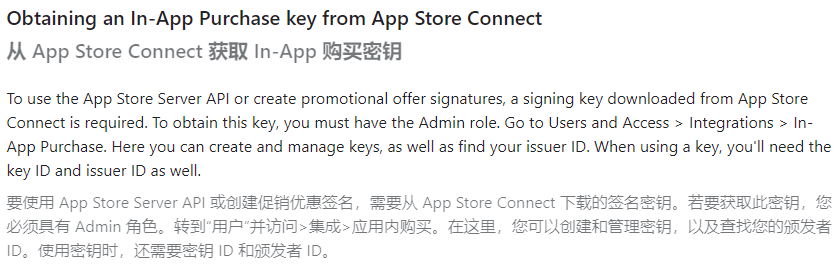 Obtaining an In-App Purchase key from App Store Connect
从 App Store Connect 获取 In-App 购买密钥
To use the App Store Server API or create promotional offer signatures, a signing key downloaded from App Store
Connect is required. To obtain this key, you must have the Admin role. Go to Users and Access > Integrations > In-
App Purchase. Here you can create and manage keys, as well as find your issuer ID. When using a key, you'll need the
key ID and issuer ID as well.
要使用 App Store Server API 或创建促销优惠签名，需要从 App Store Connect 下载的签名密钥。若要获取此密钥，您
必须具有 Admin 角色。转到“用户”并访问>集成>应用内购买。在这里，您可以创建和管理密钥，以及查找您的颁发者
ID。使用密钥时，还需要密钥 ID 和颁发者 ID。